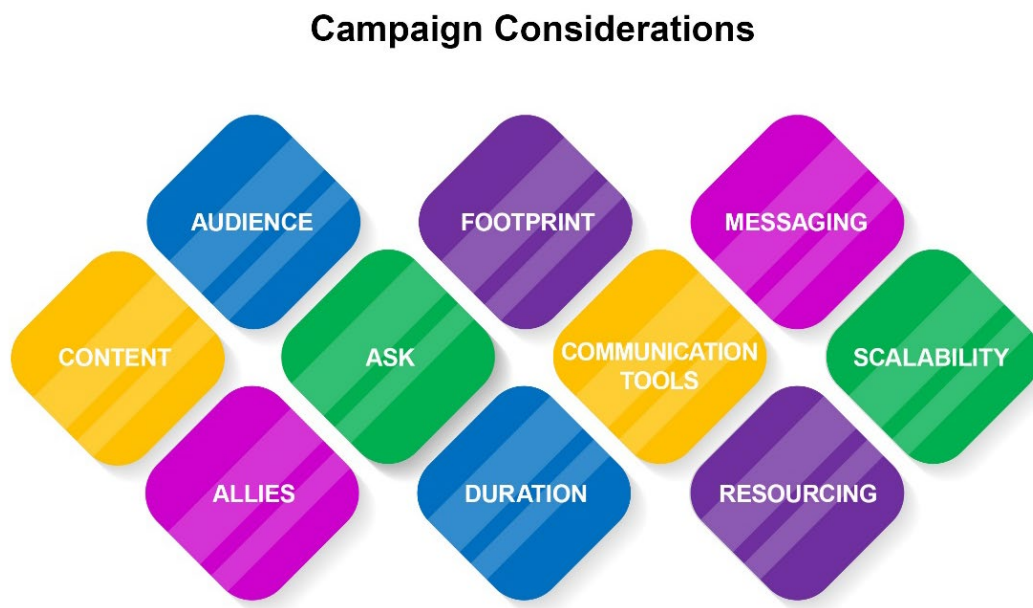 Campaign Considerations
AUDIENCE
FOOTPRINT
MESSAGING
CONTENT
ASK
COMMUNICATION
TOOLS
SCALABILITY
ALLIES
DURATION
RESOURCING